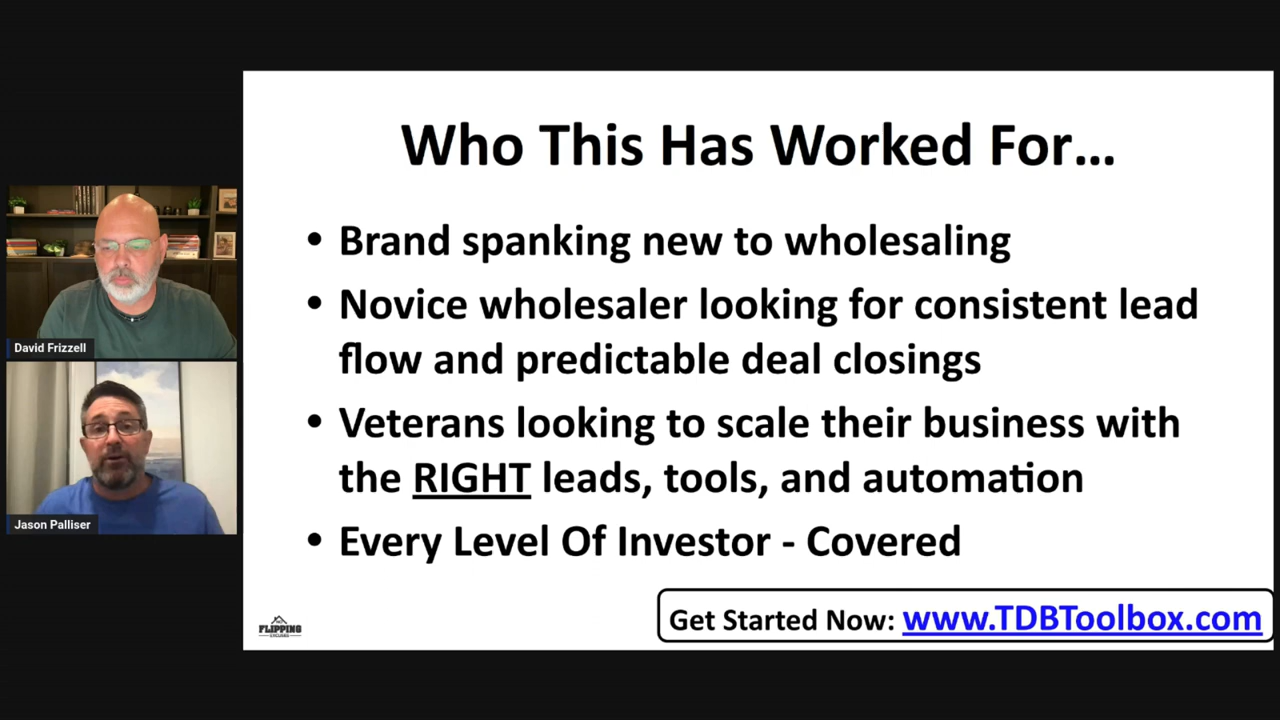 Who This Has Worked For...
• Brand spanking new to wholesaling
• Novice wholesaler looking for consistent lead
flow and predictable deal closings
• Veterans looking to scale their business with
the RIGHT leads, tools, and automation
• Every Level Of Investor - Covered
Get Started Now: www.TDBToolbox.com
David Frizzell
Jason Palliser
FLIPPING